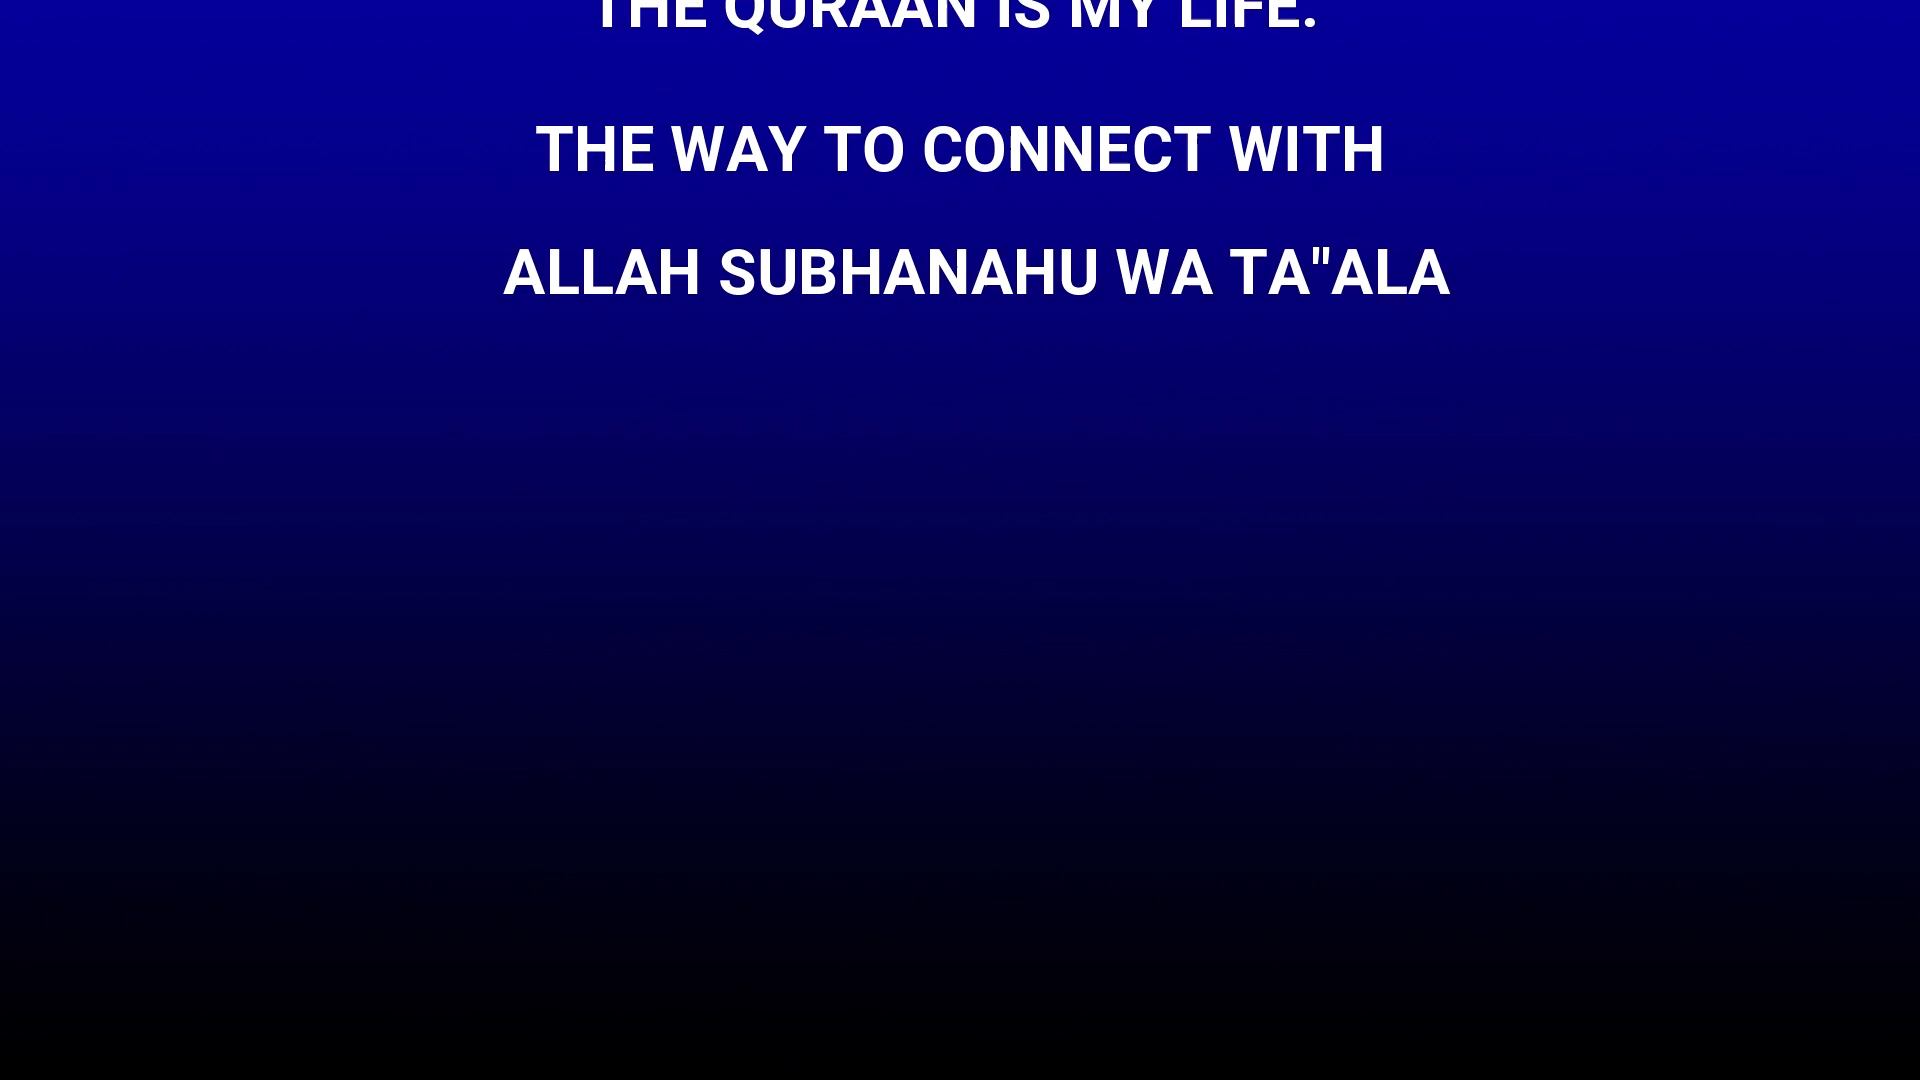 THE QURAAN IS MY LIFE.
THE WAY TO CONNECT WITH
ALLAH SUBHANAHU WA TA"ALA